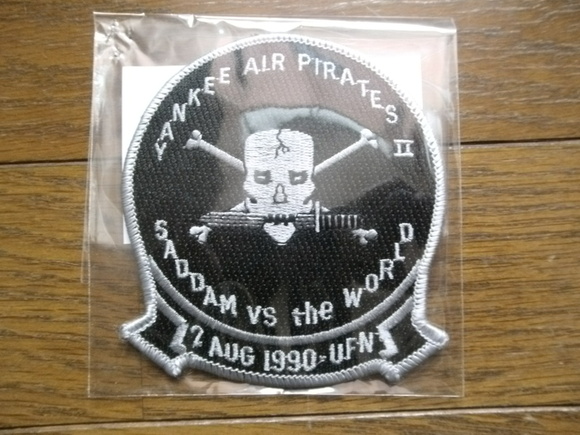 YANKEE AIR PIRATES II
SADDAM vs the WORLD
2 AUG 1990-UFN